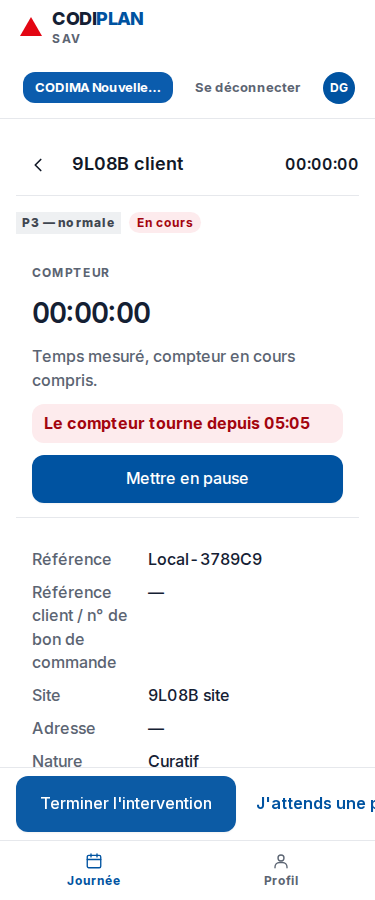 CODIPLAN
SAV
CODIMA Nouvelle...
Se déconnecter
DG
9L08B client
00:00:00
P3 — normale
En cours
COMPTEUR
00:00:00
Temps mesuré, compteur en cours
compris.
Le compteur tourne depuis 05:05
Mettre en pause
Référence
Local-3789C9
Référence
client / n° de
bon de
commande
—
Site
9L08B site
Adresse
—
Nature
Curatif
Terminer l'intervention
J'attends une p
Journée
Profil